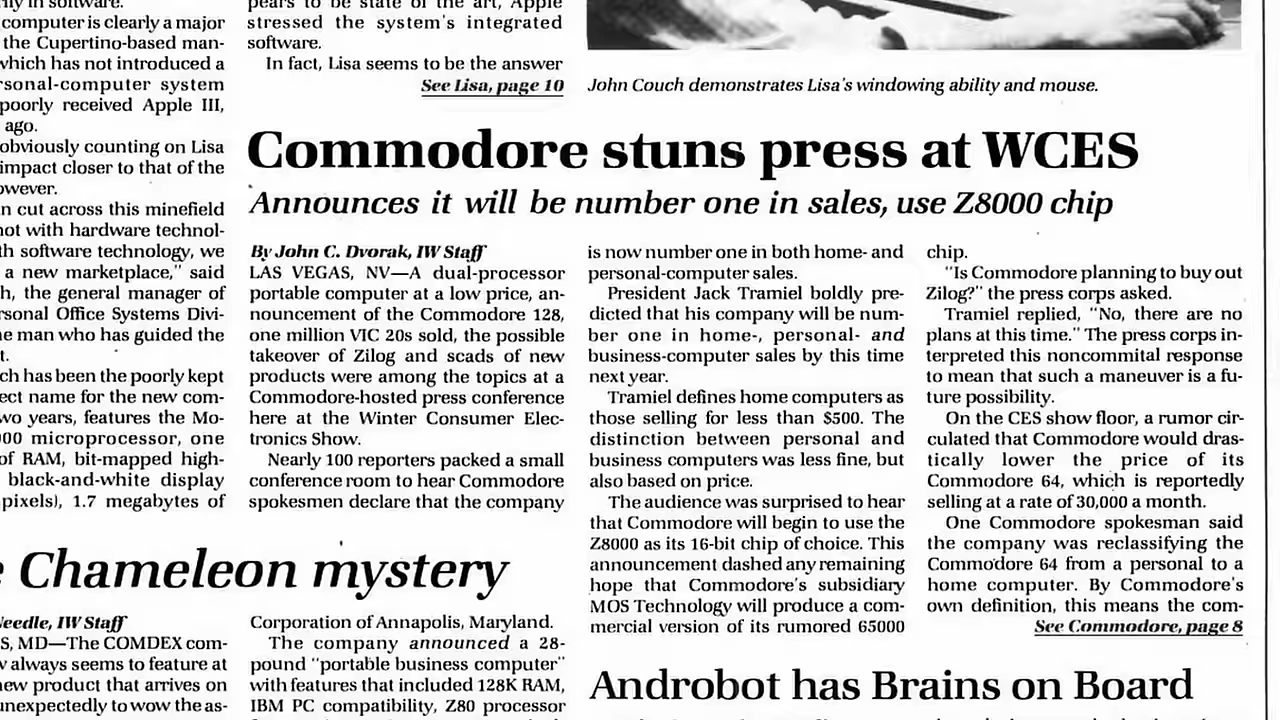 computer is clearly a major
the Cupertino-based man-
which has not introduced a
rsonal-computer system
poorly received Apple III,
ago.
obviously counting on Lisa
impact closer to that of the
owever.
n cut across this minefield
not with hardware technol-
th software technology, we
a new marketplace," said
h, the general manager of
rsonal Office Systems Divi-
ne man who has guided the
t.
ch has been the poorly kept
ect name for the new com-
wo years, features the Mo-
000 microprocessor, one
of RAM, bit-mapped high-
black-and-white display
pixels), 1.7 megabytes of
pears to be state of the art, Apple
stressed the system's integrated
software.
In fact, Lisa seems to be the answer
See Lisa, page 10
John Couch demonstrates Lisa's windowing ability and mouse.
Commodore stuns press at WCES
Announces it will be number one in sales, use Z8000 chip
By John C. Dvorak, IW Staff
LAS VEGAS, NV—A dual-processor
portable computer at a low price, an-
nouncement of the Commodore 128,
one million VIC 20s sold, the possible
takeover of Zilog and scads of new
products were among the topics at a
Commodore-hosted press conference
here at the Winter Consumer Elec-
tronics Show.
Nearly 100 reporters packed a small
conference room to hear Commodore
spokesmen declare that the company
is now number one in both home- and
personal-computer sales.
President Jack Tramiel boldly pre-
dicted that his company will be num-
ber one in home-, personal- and
business-computer sales by this time
next year.
Tramiel defines home computers as
those selling for less than $500. The
distinction between personal and
business computers was less fine, but
also based on price.
The audience was surprised to hear
that Commodore will begin to use the
Z8000 as its 16-bit chip of choice. This
announcement dashed any remaining
hope that Commodore's subsidiary
MOS Technology will produce a com-
mercial version of its rumored 65000
chip.
"Is Commodore planning to buy out
Zilog?" the press corps asked.
Tramiel replied, "No, there are no
plans at this time." The press corps in-
terpreted this noncommital response
to mean that such a maneuver is a fu-
ture possibility.
On the CES show floor, a rumor cir-
culated that Commodore would dras-
tically lower the price of its
Commodore 64, which is reportedly
selling at a rate of 30,000 a month.
One Commodore spokesman said
the company was reclassifying the
Commodore 64 from a personal to a
home computer. By Commodore's
own definition, this means the com-
See Commodore, page 8
e Chameleon mystery
Needle, IW Staff
S, MD—The COMDEX com-
w always seems to feature at
new product that arrives on
unexpectedly to wow the as-
Corporation of Annapolis, Maryland.
The company announced a 28-
pound "portable business computer"
with features that included 128K RAM,
IBM PC compatibility, Z80 processor
Androbot has Brains on Board